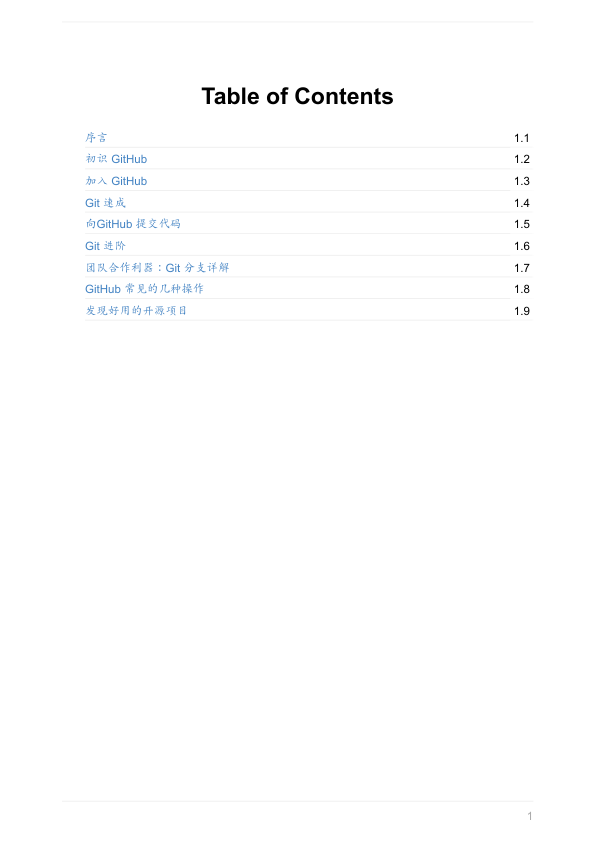 Table of Contents
序言 1.1
初识 GitHub 1.2
加入 GitHub 1.3
Git 速成 1.4
向GitHub 提交代码 1.5
Git 进阶 1.6
团队合作利器：Git 分支详解 1.7
GitHub 常见的几种操作 1.8
发现好用的开源项目 1.9
1